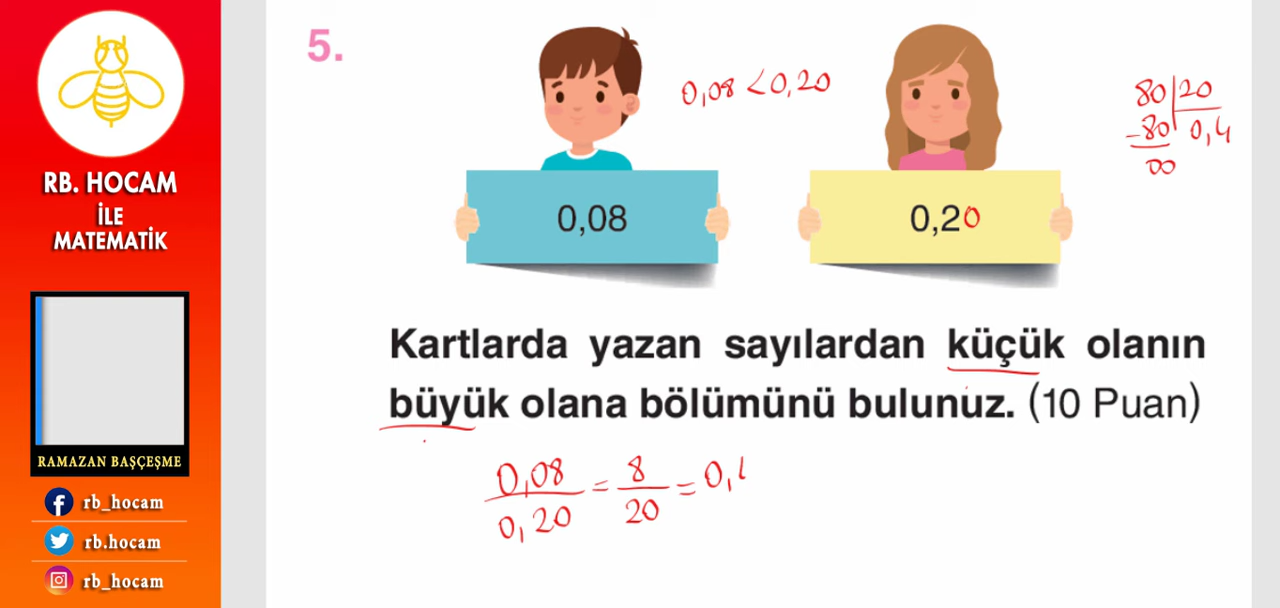 RB. HOCAM
İLE
MATEMATİK
RAMAZAN BAŞÇEŞME
rb_hocam
rb.hocam
rb_hocam
5.
0,08 < 0,20
80 | 20
-80 0,4
00
0,08
0,20
Kartlarda yazan sayılardan küçük olanın
büyük olana bölümünü bulunuz. (10 Puan)
0,08/0,20 = 8/20 = 0,